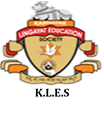 KARNATAK
LINGAYAT EDUCATION
SOCIETY
K.L.E.S